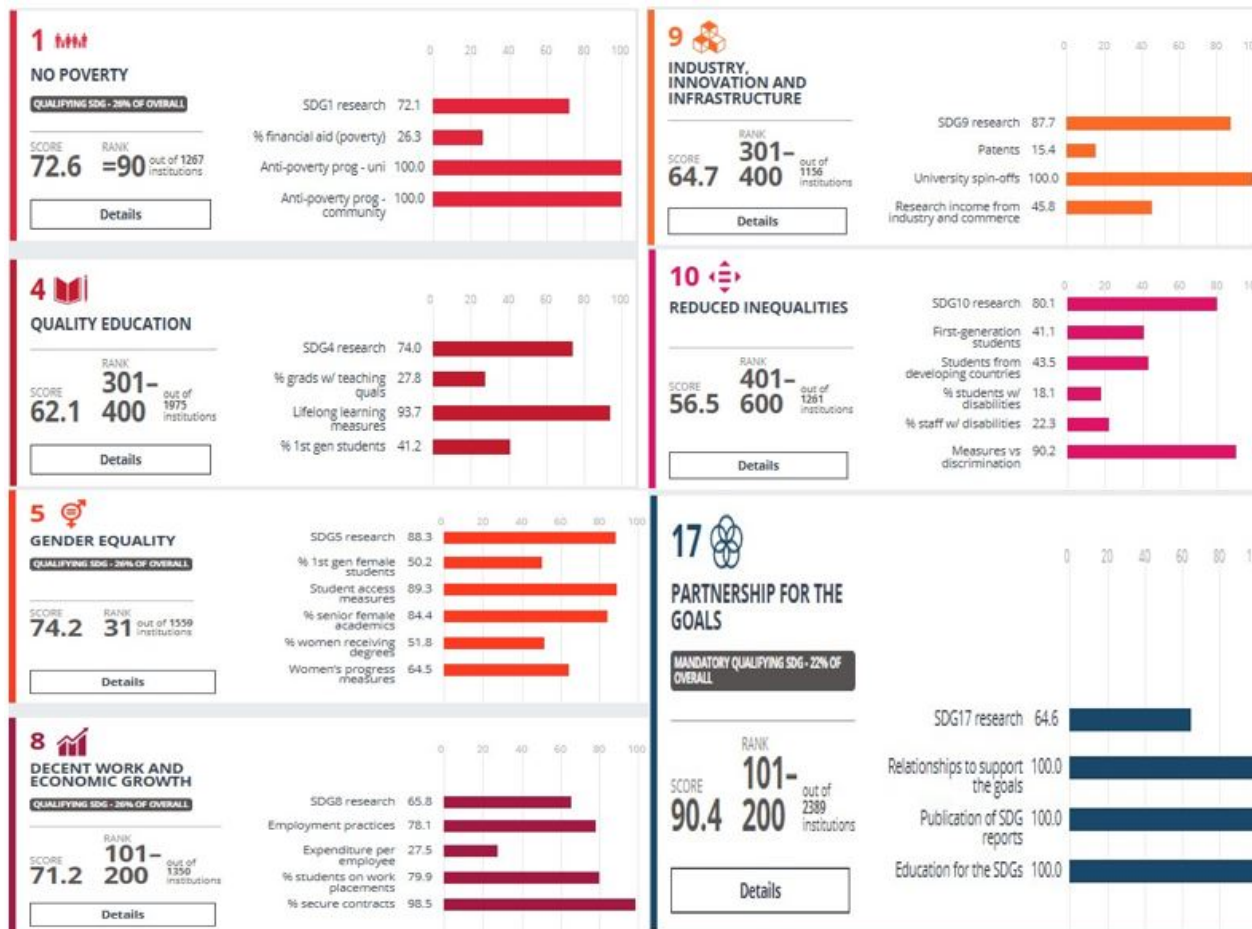 1
NO POVERTY
QUALIFYING SDG - 26% OF OVERALL
SCORE
72.6
RANK
=90
out of 1267
institutions
Details
0 20 40 60 80 100
SDG1 research 72.1
% financial aid (poverty) 26.3
Anti-poverty prog - uni 100.0
Anti-poverty prog - 100.0
community
4
QUALITY EDUCATION
SCORE
62.1
RANK
301–
400
out of
1975
institutions
Details
0 20 40 60 80 100
SDG4 research 74.0
% grads w/ teaching 27.8
quals
Lifelong learning 93.7
measures
% 1st gen students 41.2
5
GENDER EQUALITY
QUALIFYING SDG - 26% OF OVERALL
SCORE
74.2
RANK
31
out of 1559
institutions
Details
0 20 40 60 80 100
SDG5 research 88.3
% 1st gen female 50.2
students
Student access 89.3
measures
% senior female 84.4
academics
% women receiving 51.8
degrees
Women's progress 64.5
measures
8
DECENT WORK AND
ECONOMIC GROWTH
QUALIFYING SDG - 26% OF OVERALL
SCORE
71.2
RANK
101–
200
out of
1350
institutions
Details
0 20 40 60 80 100
SDG8 research 65.8
Employment practices 78.1
Expenditure per 27.5
employee
% students on work 79.9
placements
% secure contracts 98.5
9
INDUSTRY,
INNOVATION AND
INFRASTRUCTURE
SCORE
64.7
RANK
301–
400
out of
1156
institutions
Details
0 20 40 60 80
SDG9 research 87.7
Patents 15.4
University spin-offs 100.0
Research income from 45.8
industry and commerce
10
REDUCED INEQUALITIES
SCORE
56.5
RANK
401–
600
out of
1261
institutions
Details
0 20 40 60 80
SDG10 research 80.1
First-generation 41.1
students
Students from 43.5
developing countries
% students w/ 18.1
disabilities
% staff w/ disabilities 22.3
Measures vs 90.2
discrimination
17
PARTNERSHIP FOR THE
GOALS
MANDATORY QUALIFYING SDG - 22% OF
OVERALL
SCORE
90.4
RANK
101–
200
out of
2389
institutions
Details
0 20 40 60 80
SDG17 research 64.6
Relationships to support 100.0
the goals
Publication of SDG 100.0
reports
Education for the SDGs 100.0